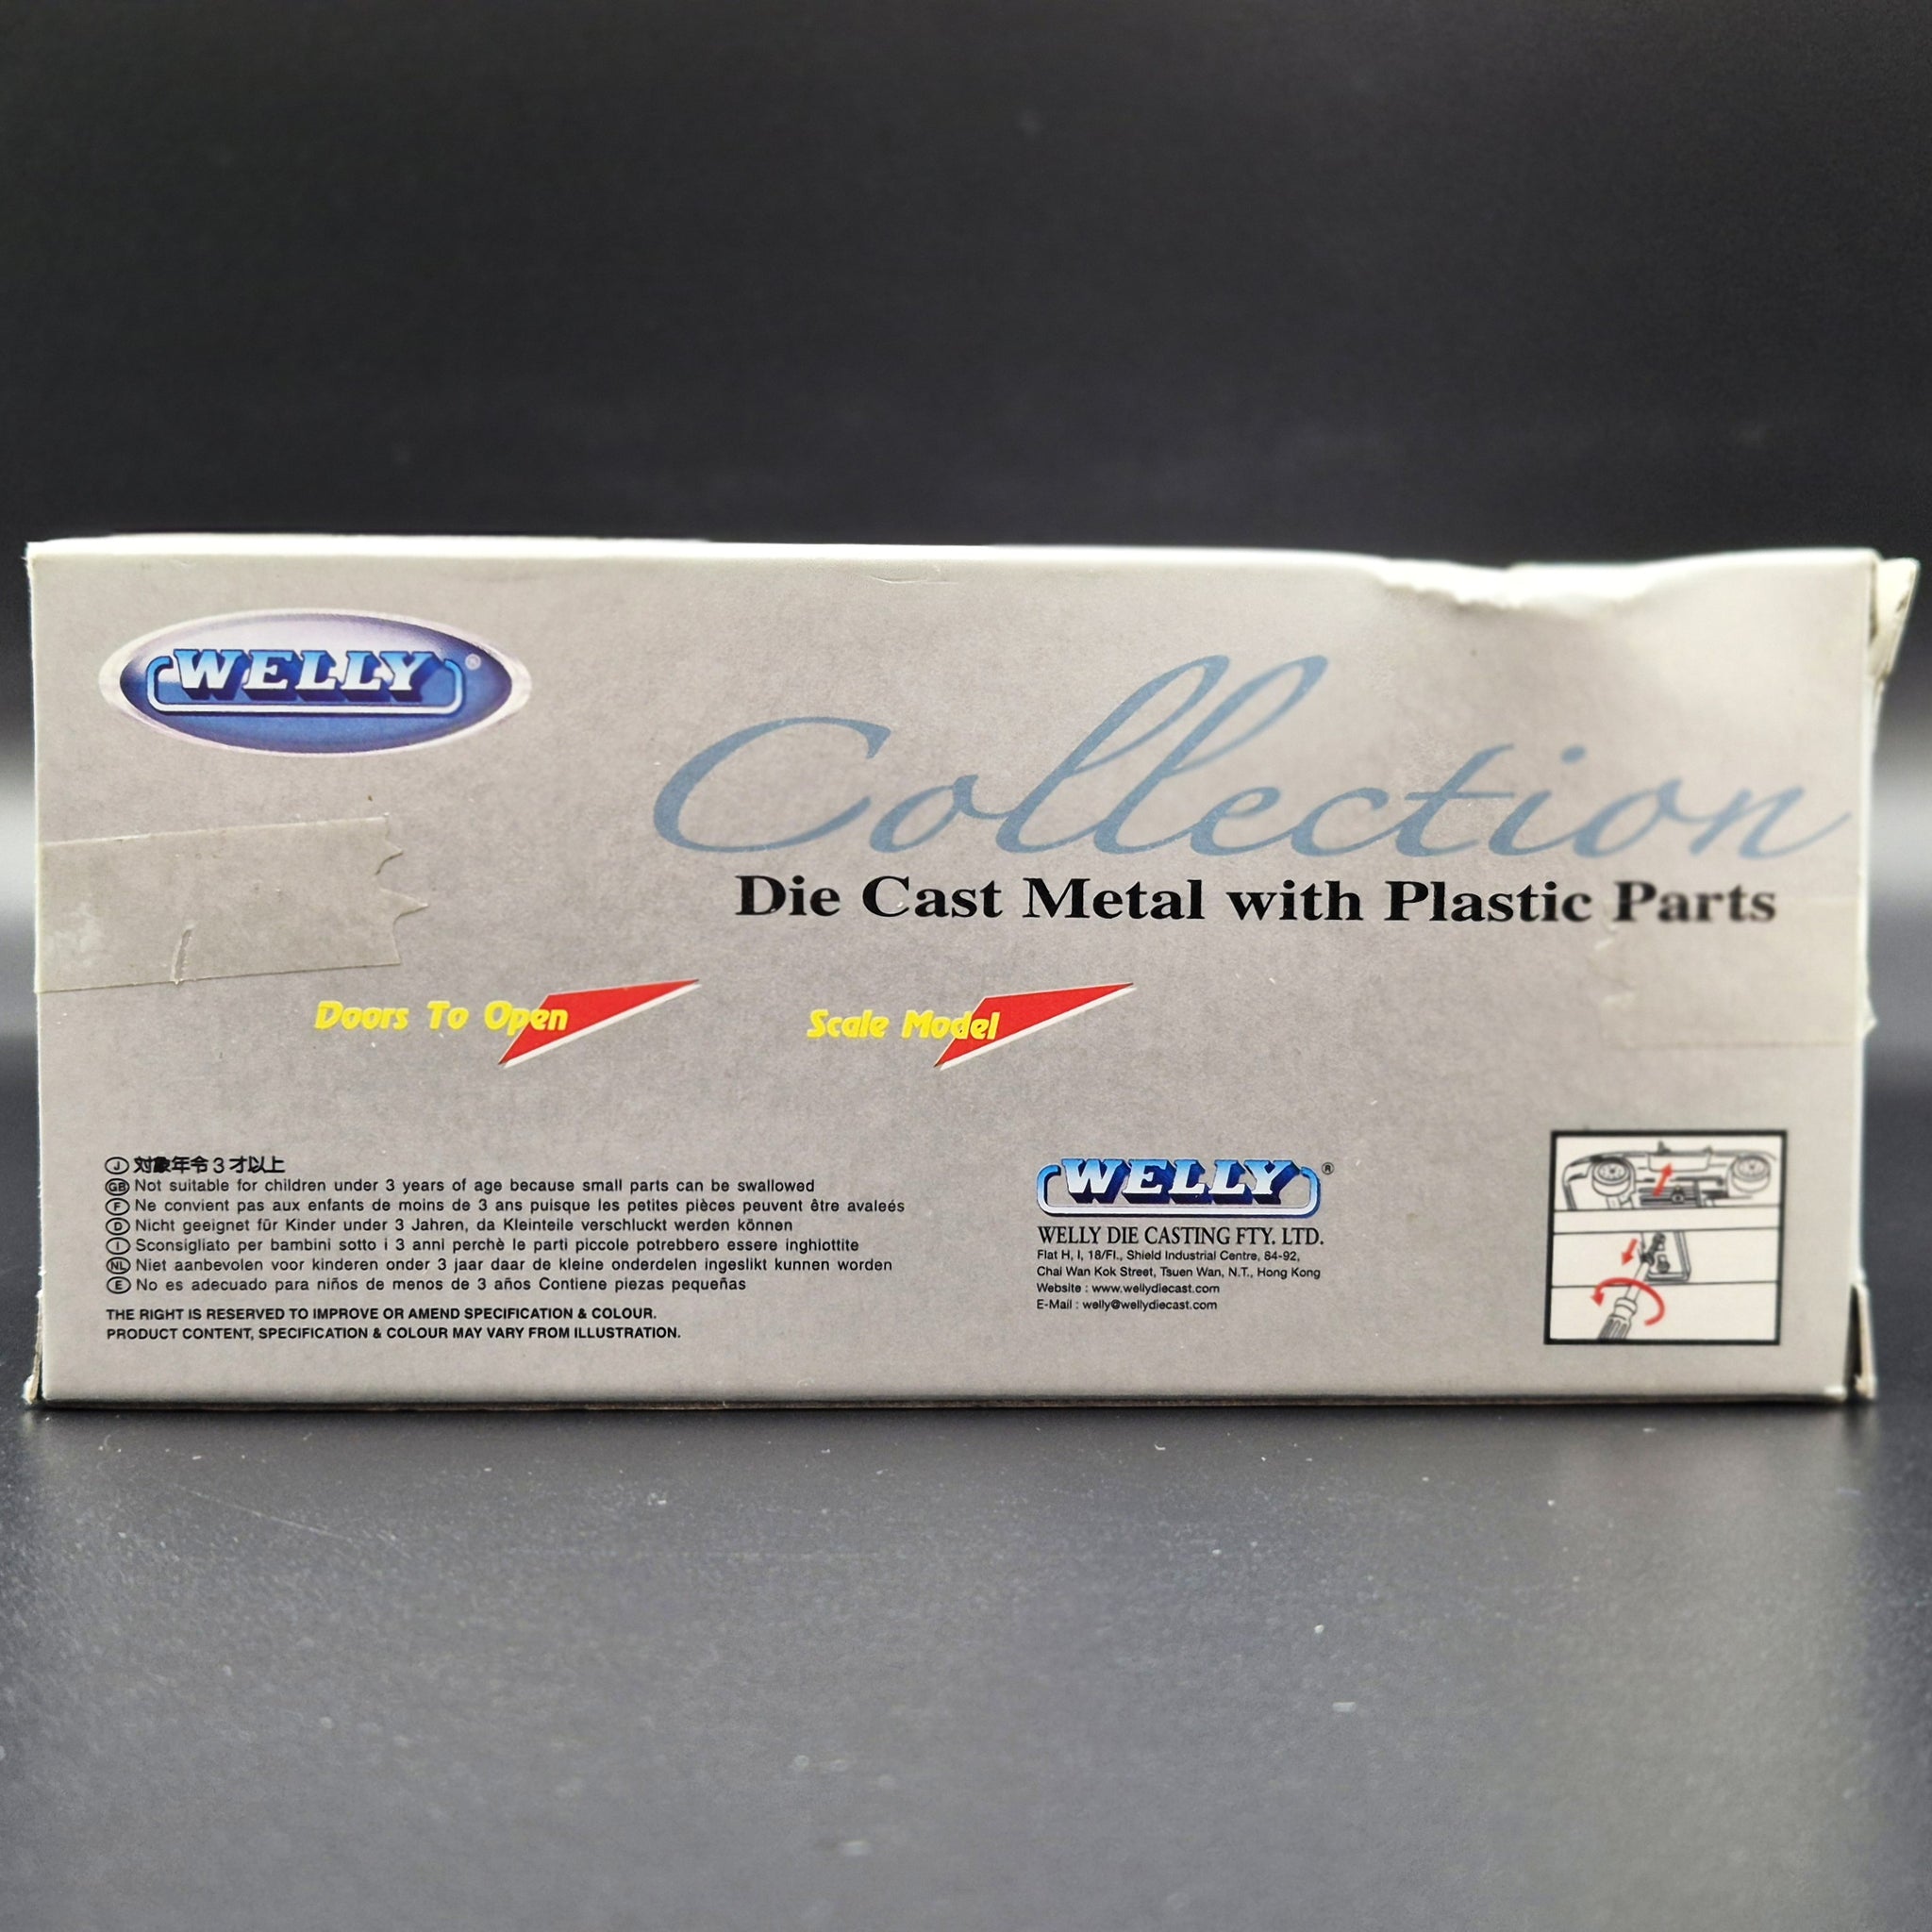 WELLY®
Collection
Die Cast Metal with Plastic Parts
Doors To Open
Scale Model
J 対象年令3才以上
GB Not suitable for children under 3 years of age because small parts can be swallowed
F Ne convient pas aux enfants de moins de 3 ans puisque les petites pièces peuvent être avaleés
D Nicht geeignet für Kinder under 3 Jahren, da Kleinteile verschluckt werden können
I Sconsigliato per bambini sotto i 3 anni perchè le parti piccole potrebbero essere inghiottite
NL Niet aanbevolen voor kinderen onder 3 jaar daar de kleine onderdelen ingeslikt kunnen worden
E No es adecuado para niños de menos de 3 años Contiene piezas pequeñas
THE RIGHT IS RESERVED TO IMPROVE OR AMEND SPECIFICATION & COLOUR.
PRODUCT CONTENT, SPECIFICATION & COLOUR MAY VARY FROM ILLUSTRATION.
WELLY®
WELLY DIE CASTING FTY. LTD.
Flat H, I, 18/Fl., Shield Industrial Centre, 84-92,
Chai Wan Kok Street, Tsuen Wan, N.T., Hong Kong
Website : www.wellydiecast.com
E-Mail : welly@wellydiecast.com